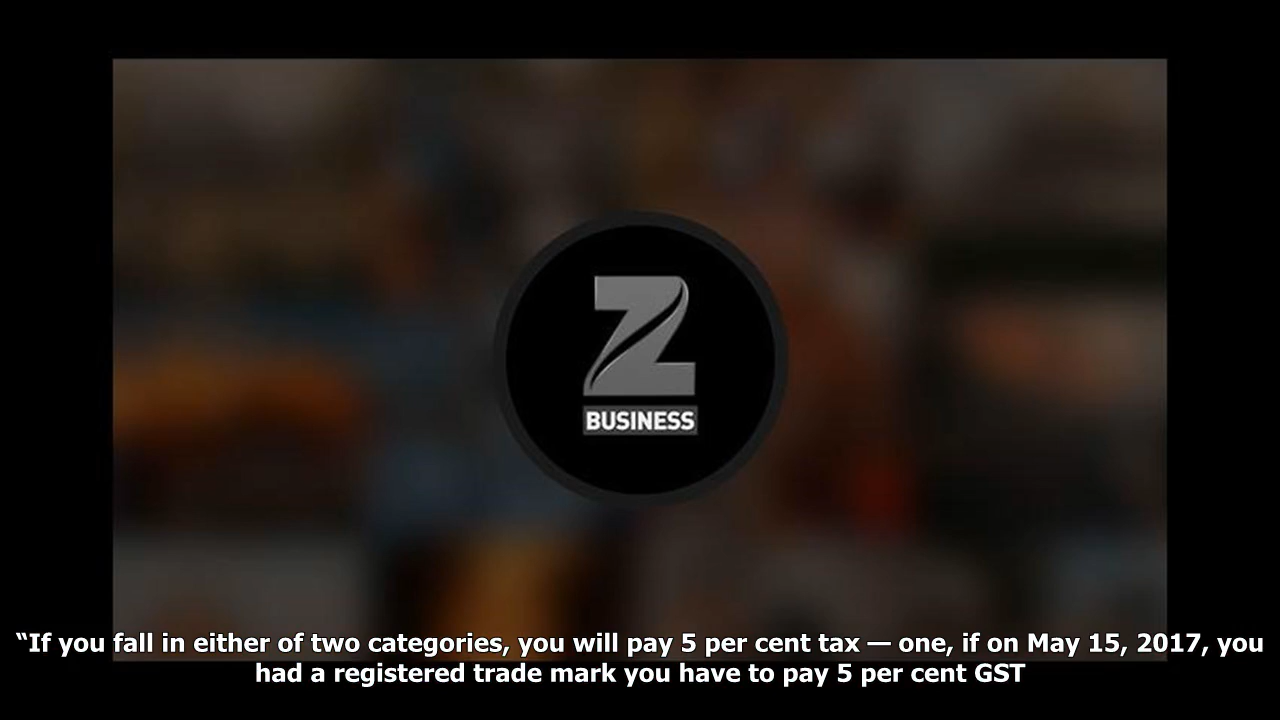 Z
BUSINESS
“If you fall in either of two categories, you will pay 5 per cent tax — one, if on May 15, 2017, you
had a registered trade mark you have to pay 5 per cent GST